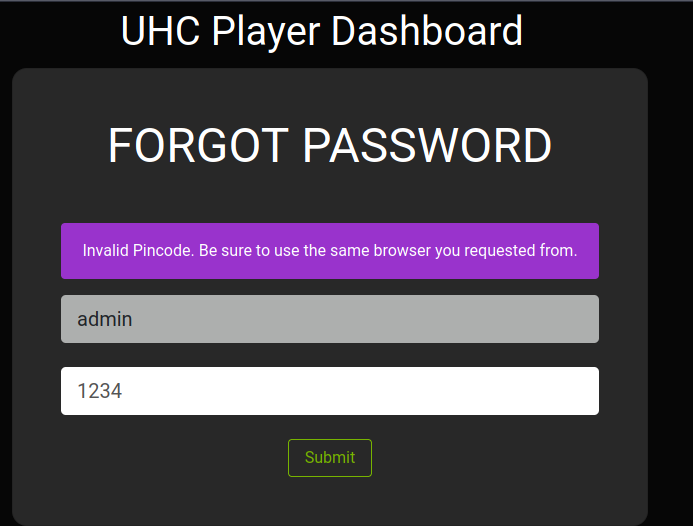 UHC Player Dashboard
FORGOT PASSWORD
Invalid Pincode. Be sure to use the same browser you requested from.
admin
1234
Submit